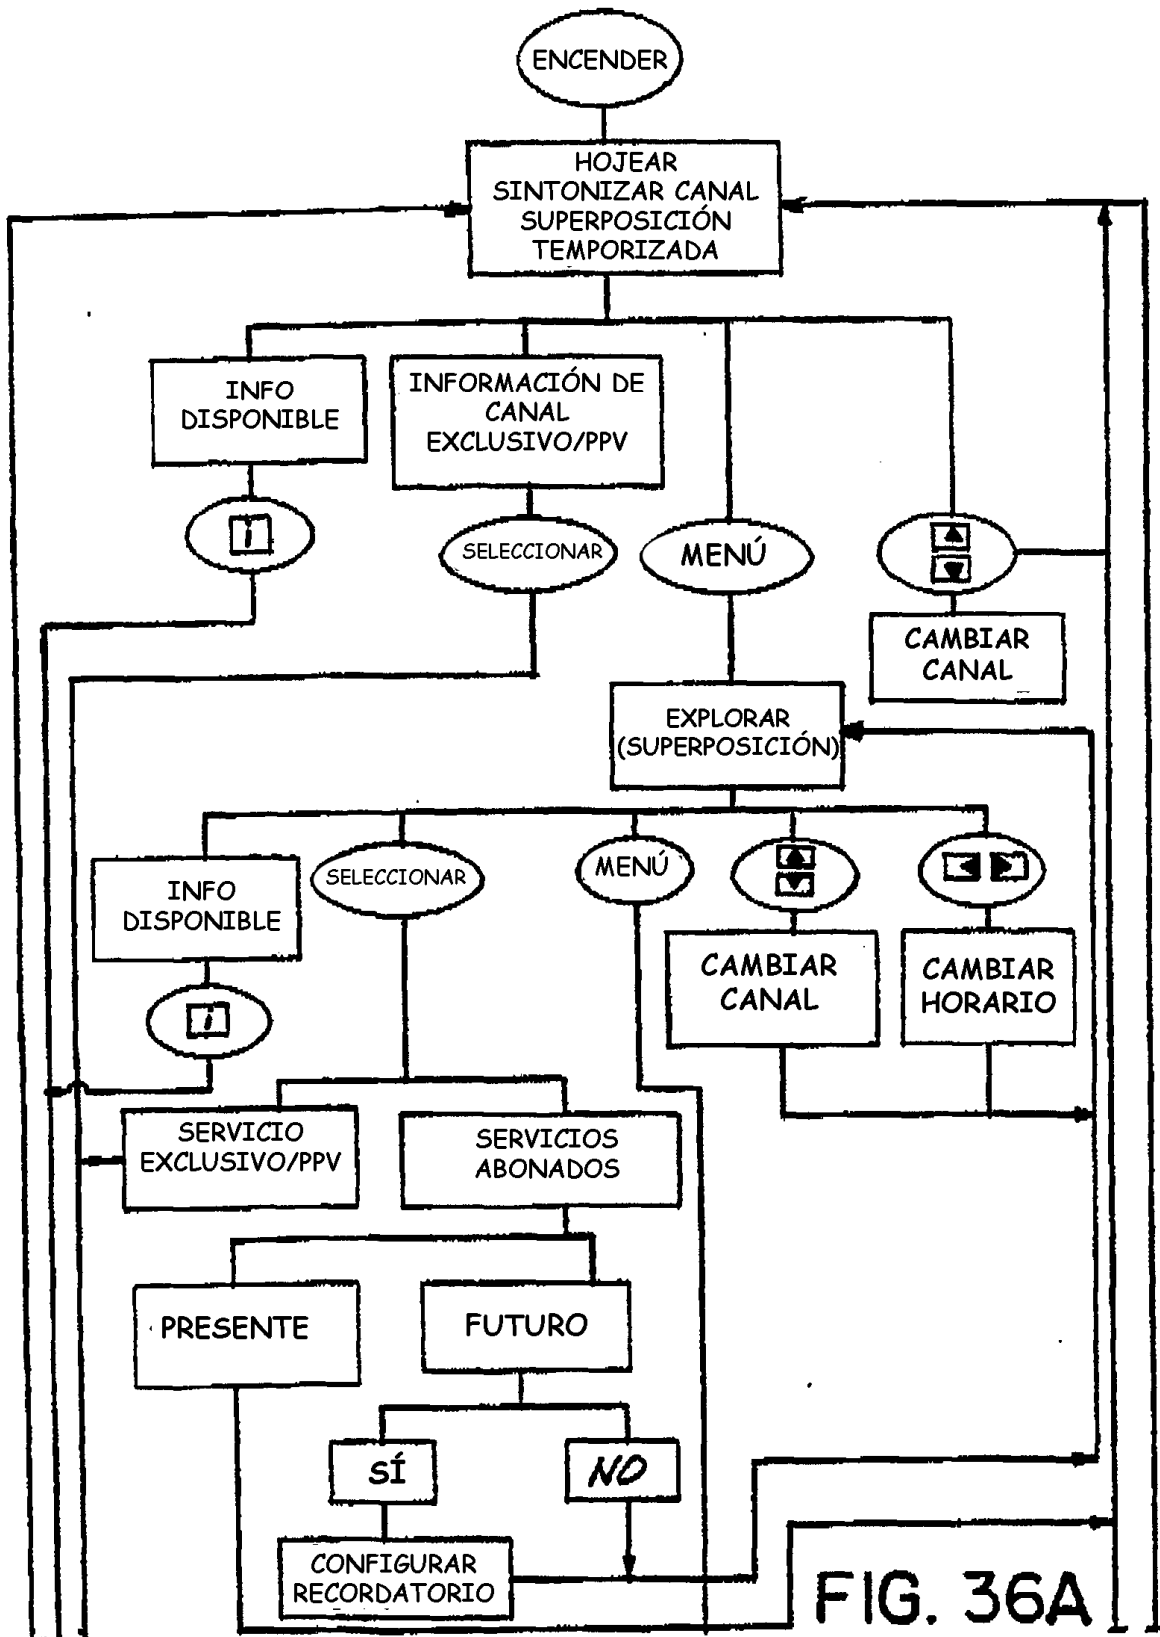 ENCENDER
HOJEAR
SINTONIZAR CANAL
SUPERPOSICIÓN
TEMPORIZADA
INFO
DISPONIBLE
INFORMACIÓN DE
CANAL
EXCLUSIVO/PPV
i
SELECCIONAR
MENÚ
CAMBIAR
CANAL
EXPLORAR
(SUPERPOSICIÓN)
INFO
DISPONIBLE
SELECCIONAR
MENÚ
CAMBIAR
CANAL
CAMBIAR
HORARIO
i
SERVICIO
EXCLUSIVO/PPV
SERVICIOS
ABONADOS
PRESENTE
FUTURO
SÍ
NO
CONFIGURAR
RECORDATORIO
FIG. 36A